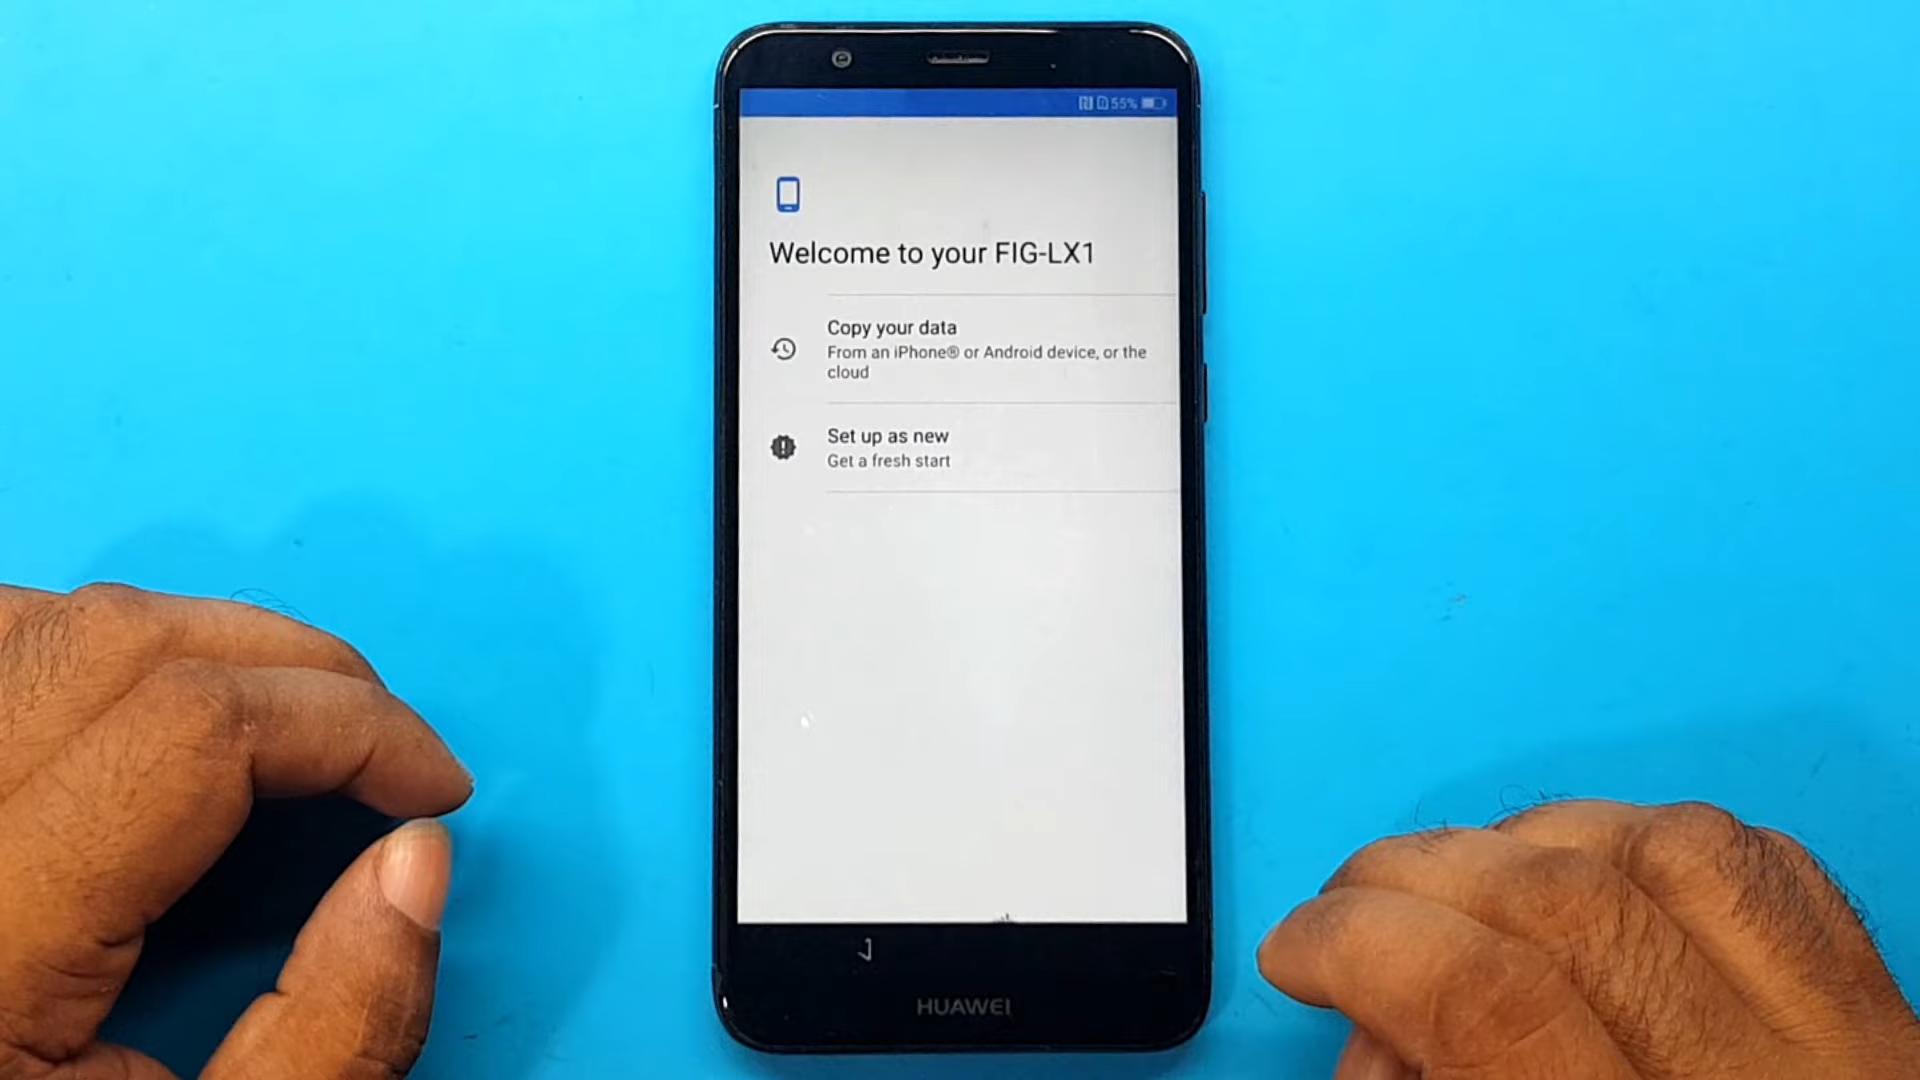 55%
Welcome to your FIG-LX1
Copy your data
From an iPhone® or Android device, or the
cloud
Set up as new
Get a fresh start
HUAWEI